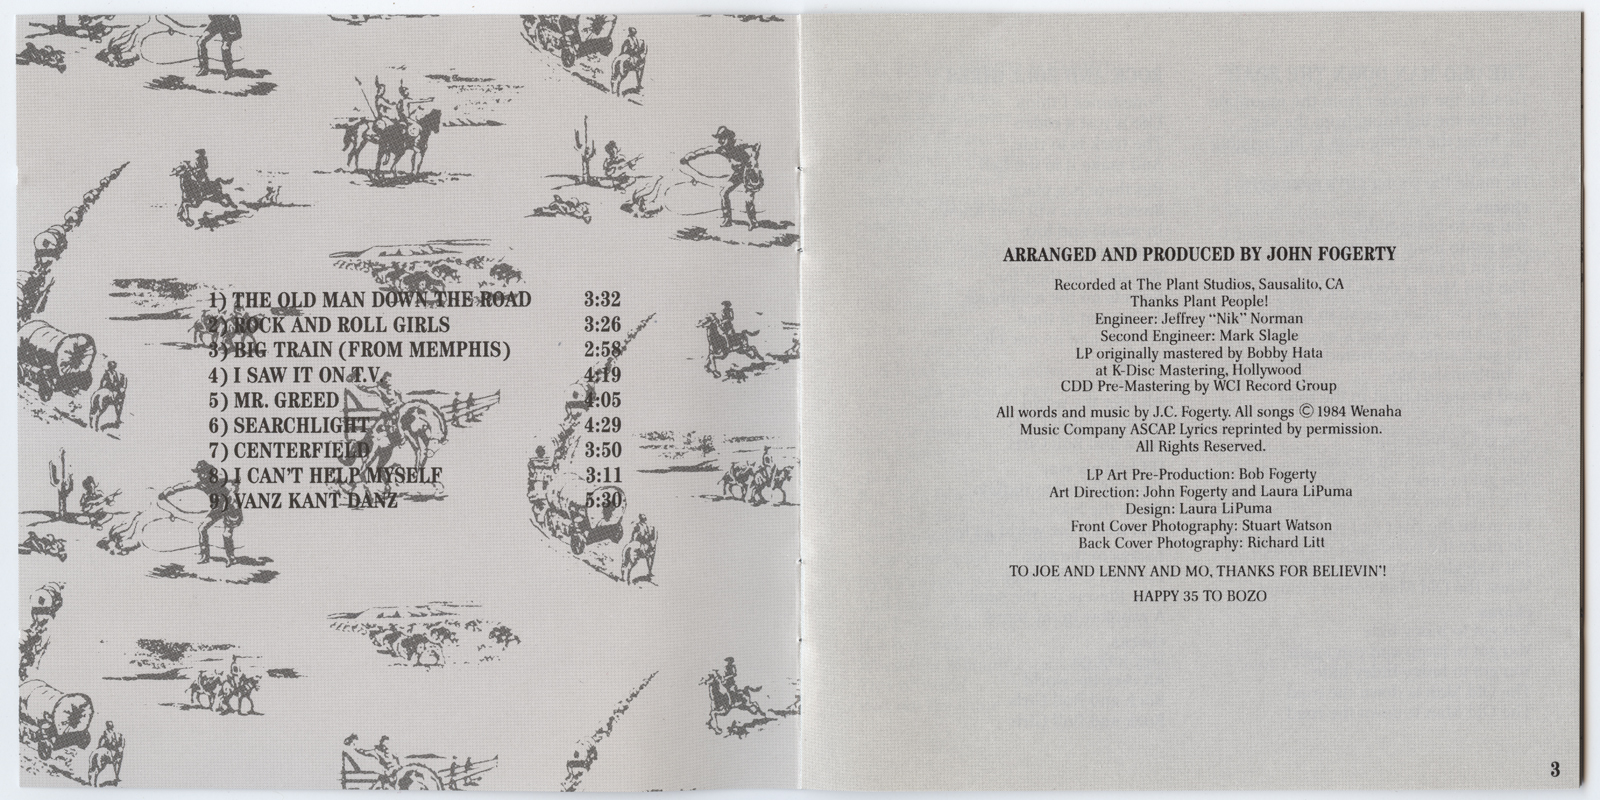 1) THE OLD MAN DOWN THE ROAD 3:32
2) ROCK AND ROLL GIRLS 3:26
3) BIG TRAIN (FROM MEMPHIS) 2:58
4) I SAW IT ON T.V. 4:19
5) MR. GREED 4:05
6) SEARCHLIGHT 4:29
7) CENTERFIELD 3:50
8) I CAN'T HELP MYSELF 3:11
9) VANZ KANT DANZ 5:30
ARRANGED AND PRODUCED BY JOHN FOGERTY
Recorded at The Plant Studios, Sausalito, CA
Thanks Plant People!
Engineer: Jeffrey “Nik” Norman
Second Engineer: Mark Slagle
LP originally mastered by Bobby Hata
at K-Disc Mastering, Hollywood
CDD Pre-Mastering by WCI Record Group
All words and music by J.C. Fogerty. All songs © 1984 Wenaha
Music Company ASCAP. Lyrics reprinted by permission.
All Rights Reserved.
LP Art Pre-Production: Bob Fogerty
Art Direction: John Fogerty and Laura LiPuma
Design: Laura LiPuma
Front Cover Photography: Stuart Watson
Back Cover Photography: Richard Litt
TO JOE AND LENNY AND MO, THANKS FOR BELIEVIN'!
HAPPY 35 TO BOZO
3